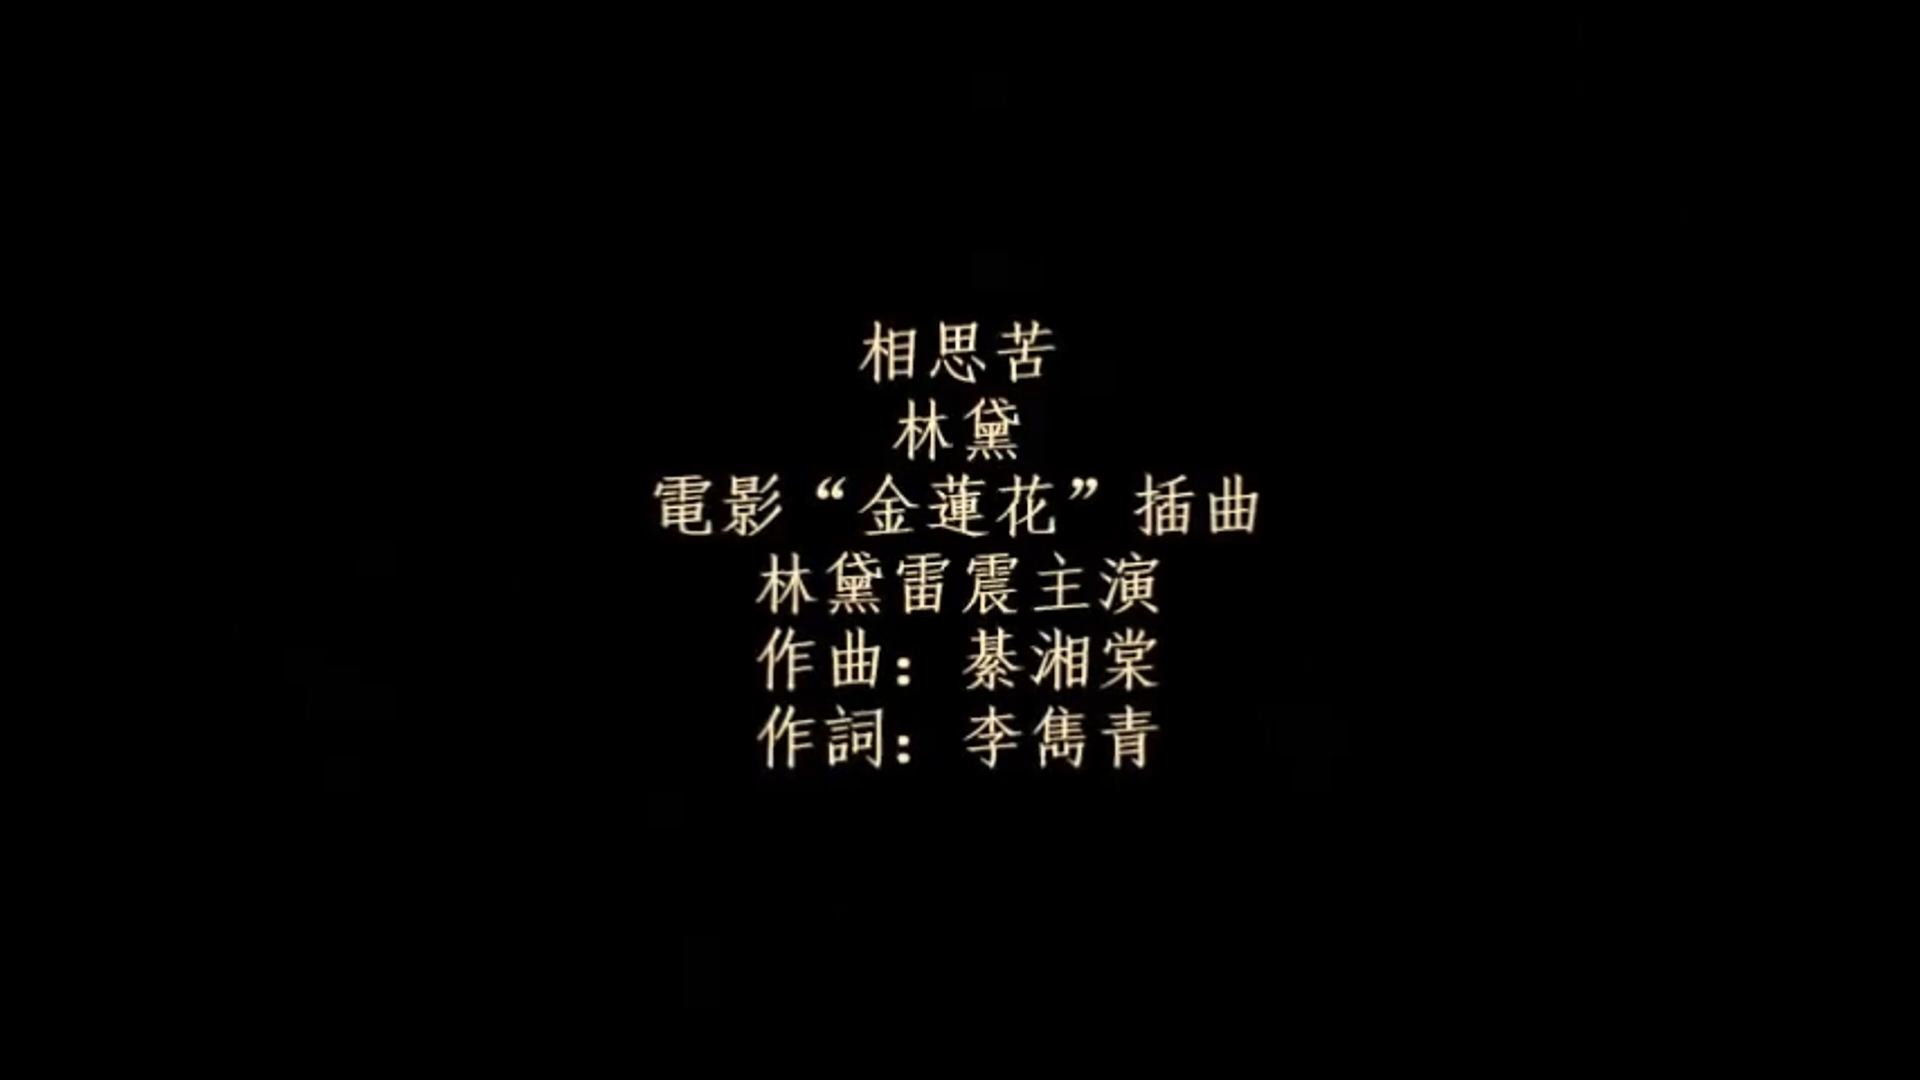 相思苦
林黛
電影“金蓮花”插曲
林黛雷震主演
作曲：綦湘棠
作詞：李雋青